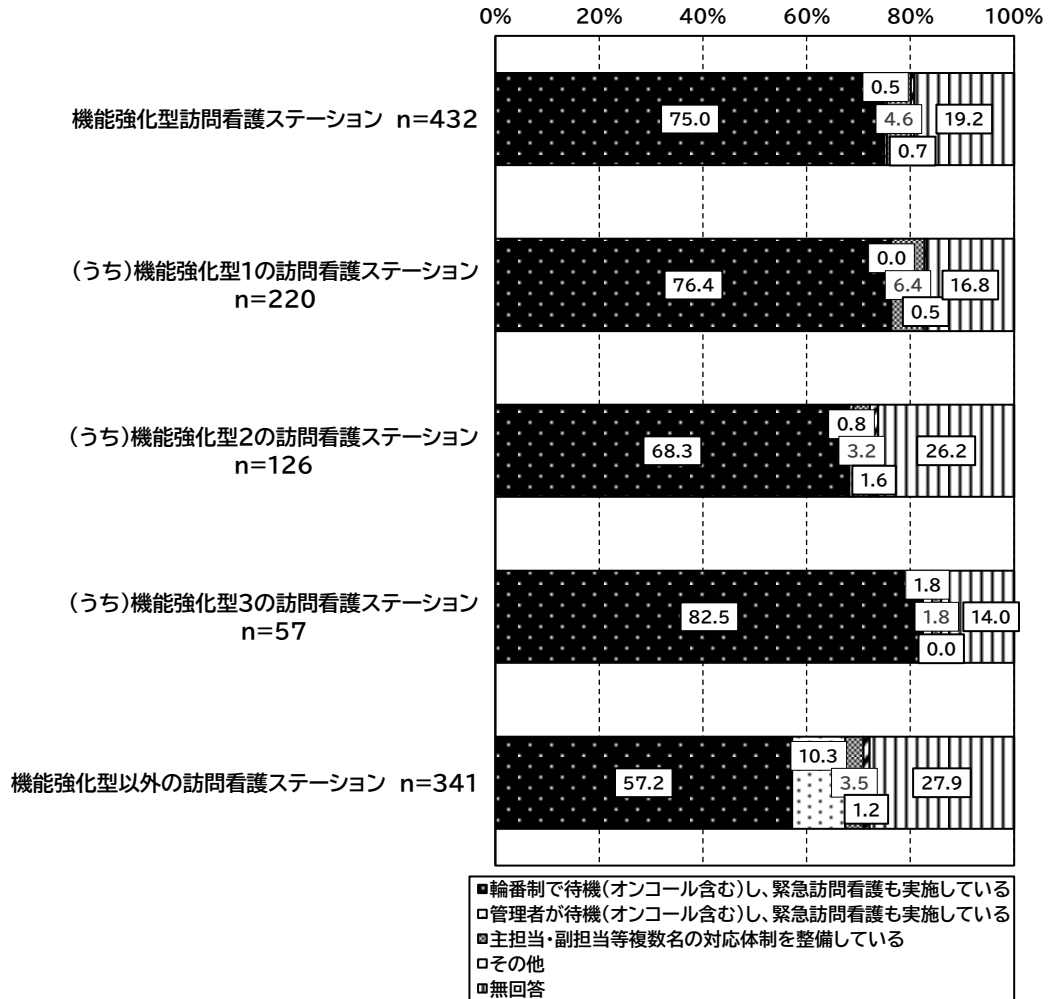 0% 20% 40% 60% 80% 100%
機能強化型訪問看護ステーション n=432
75.0
0.5
4.6
0.7
19.2
(うち)機能強化型1の訪問看護ステーション
n=220
76.4
0.0
6.4
0.5
16.8
(うち)機能強化型2の訪問看護ステーション
n=126
68.3
0.8
3.2
1.6
26.2
(うち)機能強化型3の訪問看護ステーション
n=57
82.5
1.8
1.8
0.0
14.0
機能強化型以外の訪問看護ステーション n=341
57.2
10.3
3.5
1.2
27.9
輪番制で待機(オンコール含む)し、緊急訪問看護も実施している
管理者が待機(オンコール含む)し、緊急訪問看護も実施している
主担当・副担当等複数名の対応体制を整備している
その他
無回答